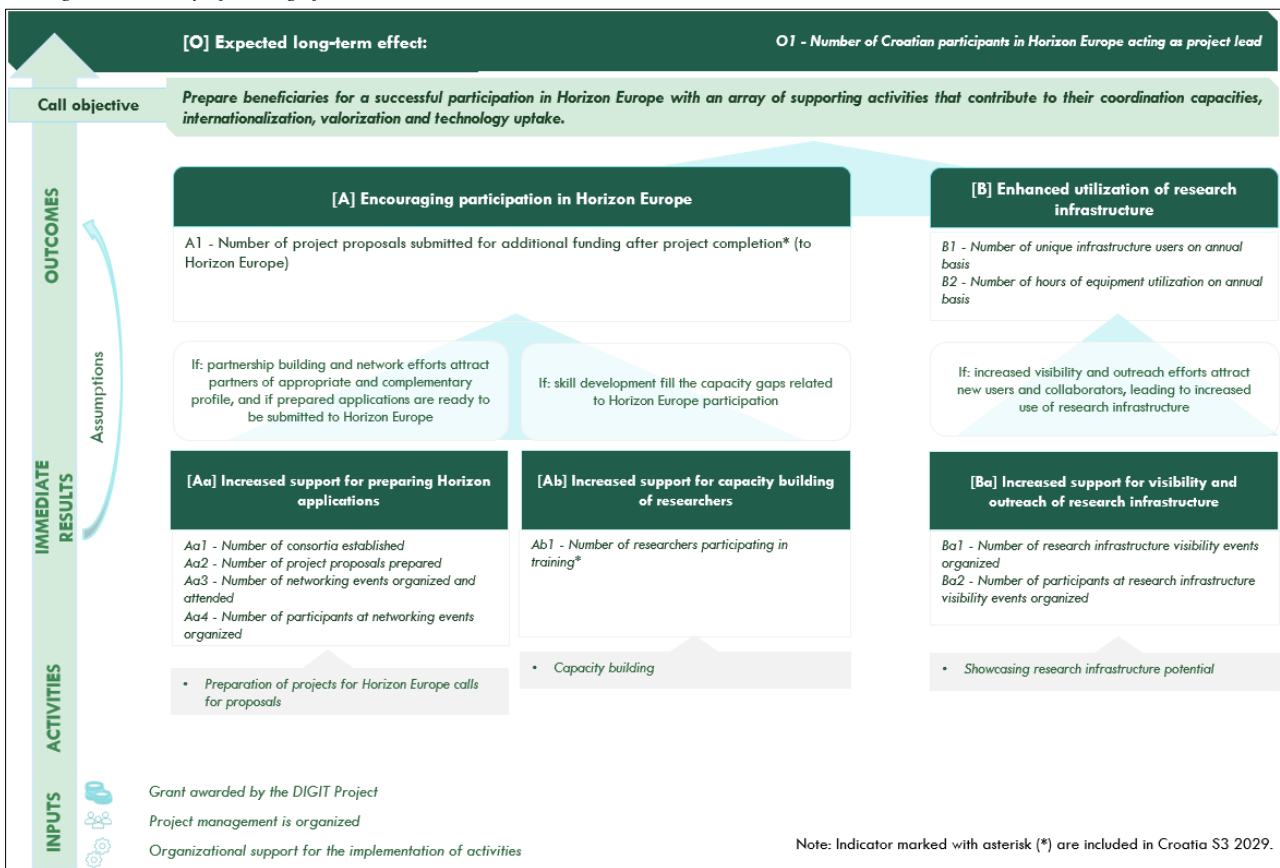 [O] Expected long-term effect:
O1 - Number of Croatian participants in Horizon Europe acting as project lead
Call objective
Prepare beneficiaries for a successful participation in Horizon Europe with an array of supporting activities that contribute to their coordination capacities,
internationalization, valorization and technology uptake.
OUTCOMES
[A] Encouraging participation in Horizon Europe
A1 - Number of project proposals submitted for additional funding after project completion* (to
Horizon Europe)
[B] Enhanced utilization of research
infrastructure
B1 - Number of unique infrastructure users on annual
basis
B2 - Number of hours of equipment utilization on annual
basis
Assumptions
If: partnership building and network efforts attract
partners of appropriate and complementary
profile, and if prepared applications are ready to
be submitted to Horizon Europe
If: skill development fill the capacity gaps related
to Horizon Europe participation
If: increased visibility and outreach efforts attract
new users and collaborators, leading to increased
use of research infrastructure
IMMEDIATE
RESULTS
[Aa] Increased support for preparing Horizon
applications
Aa1 - Number of consortia established
Aa2 - Number of project proposals prepared
Aa3 - Number of networking events organized and
attended
Aa4 - Number of participants at networking events
organized
[Ab] Increased support for capacity building
of researchers
Ab1 - Number of researchers participating in
training*
[Ba] Increased support for visibility and
outreach of research infrastructure
Ba1 - Number of research infrastructure visibility events
organized
Ba2 - Number of participants at research infrastructure
visibility events organized
ACTIVITIES
• Preparation of projects for Horizon Europe calls
for proposals
• Capacity building
• Showcasing research infrastructure potential
INPUTS
Grant awarded by the DIGIT Project
Project management is organized
Organizational support for the implementation of activities
Note: Indicator marked with asterisk (*) are included in Croatia S3 2029.